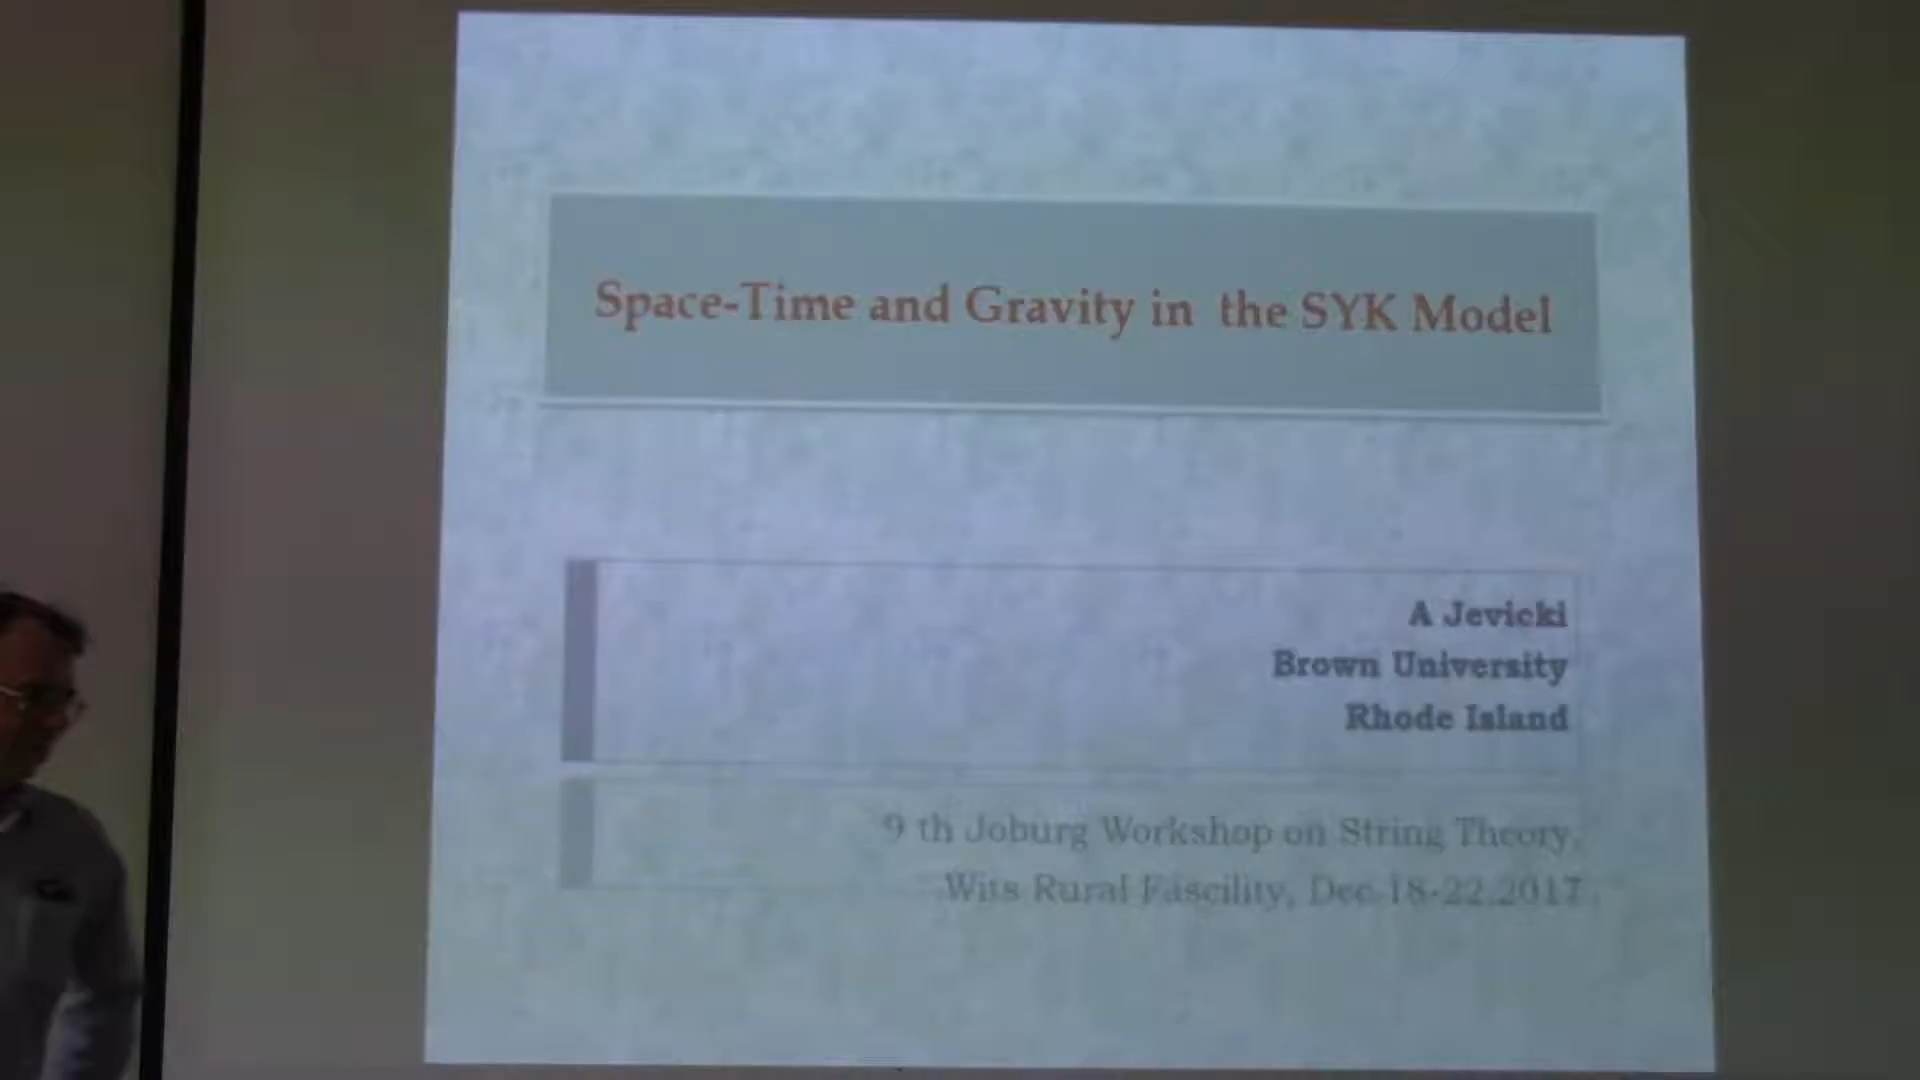 Space-Time and Gravity in the SYK Model
A Jevicki
Brown University
Rhode Island
9 th Joburg Workshop on String Theory,
Wits Rural Fascility, Dec 18-22,2017